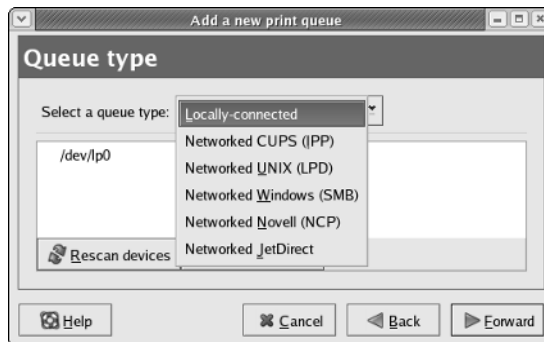 Add a new print queue
Queue type
Select a queue type:
Locally-connected
Networked CUPS (IPP)
Networked UNIX (LPD)
Networked Windows (SMB)
Networked Novell (NCP)
Networked JetDirect
/dev/lp0
Rescan devices
Help
Cancel
Back
Forward